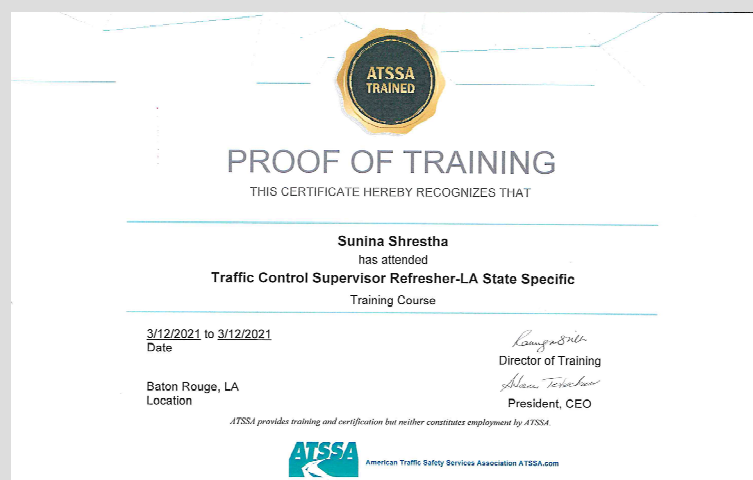 ATSSA
TRAINED
PROOF OF TRAINING
THIS CERTIFICATE HEREBY RECOGNIZES THAT
Sunina Shrestha
has attended
Traffic Control Supervisor Refresher-LA State Specific
Training Course
3/12/2021 to 3/12/2021
Date
Director of Training
Baton Rouge, LA
Location
President, CEO
ATSSA provides training and certification but neither constitutes employment by ATSSA.
ATSSA
American Traffic Safety Services Association ATSSA.com